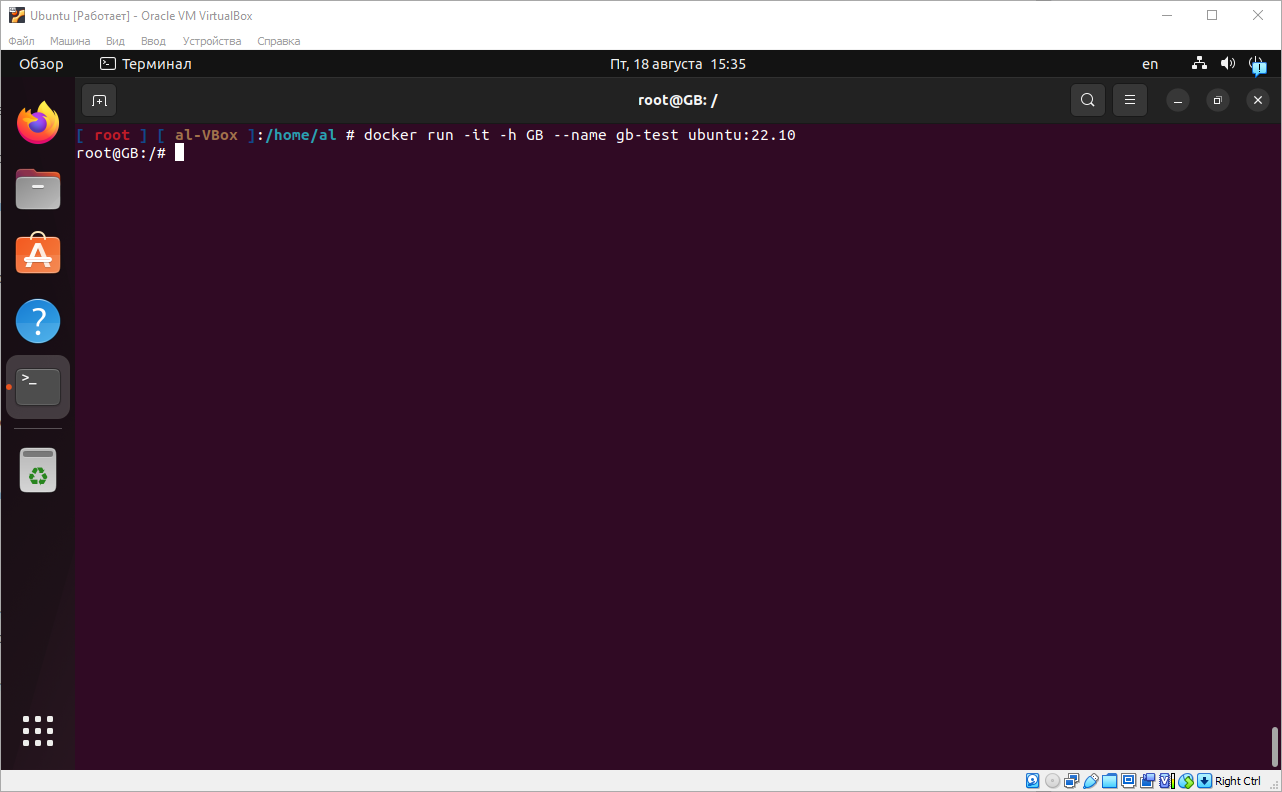 Ubuntu [Работает] - Oracle VM VirtualBox
Файл Машина Вид Ввод Устройства Справка
Обзор Терминал Пт, 18 августа 15:35 en
root@GB: /
[ root ] [ al-VBox ]:/home/al # docker run -it -h GB --name gb-test ubuntu:22.10
root@GB:/#
Right Ctrl